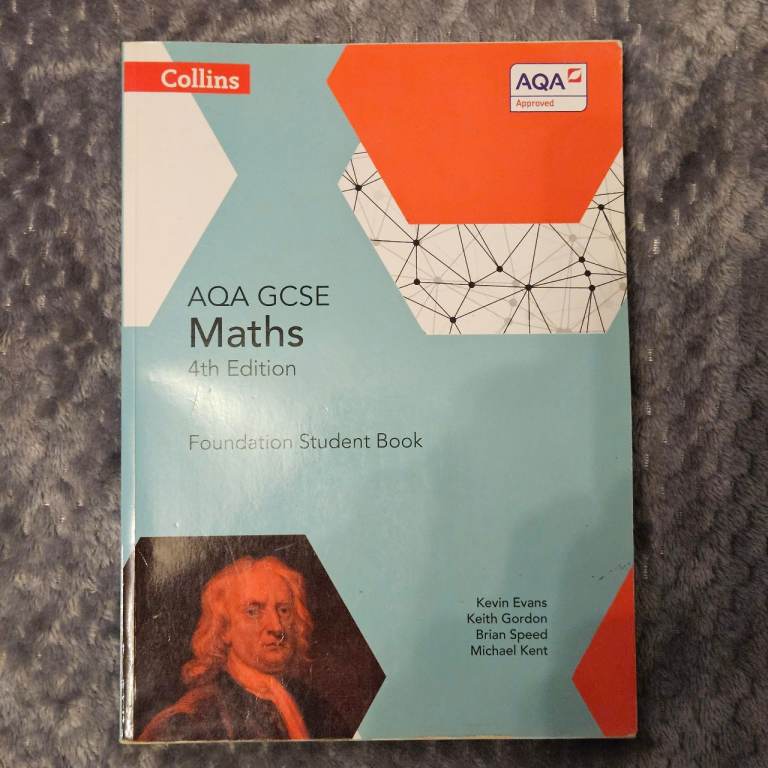 Collins
AQA
Approved
AQA GCSE
Maths
4th Edition
Foundation Student Book
Kevin Evans
Keith Gordon
Brian Speed
Michael Kent